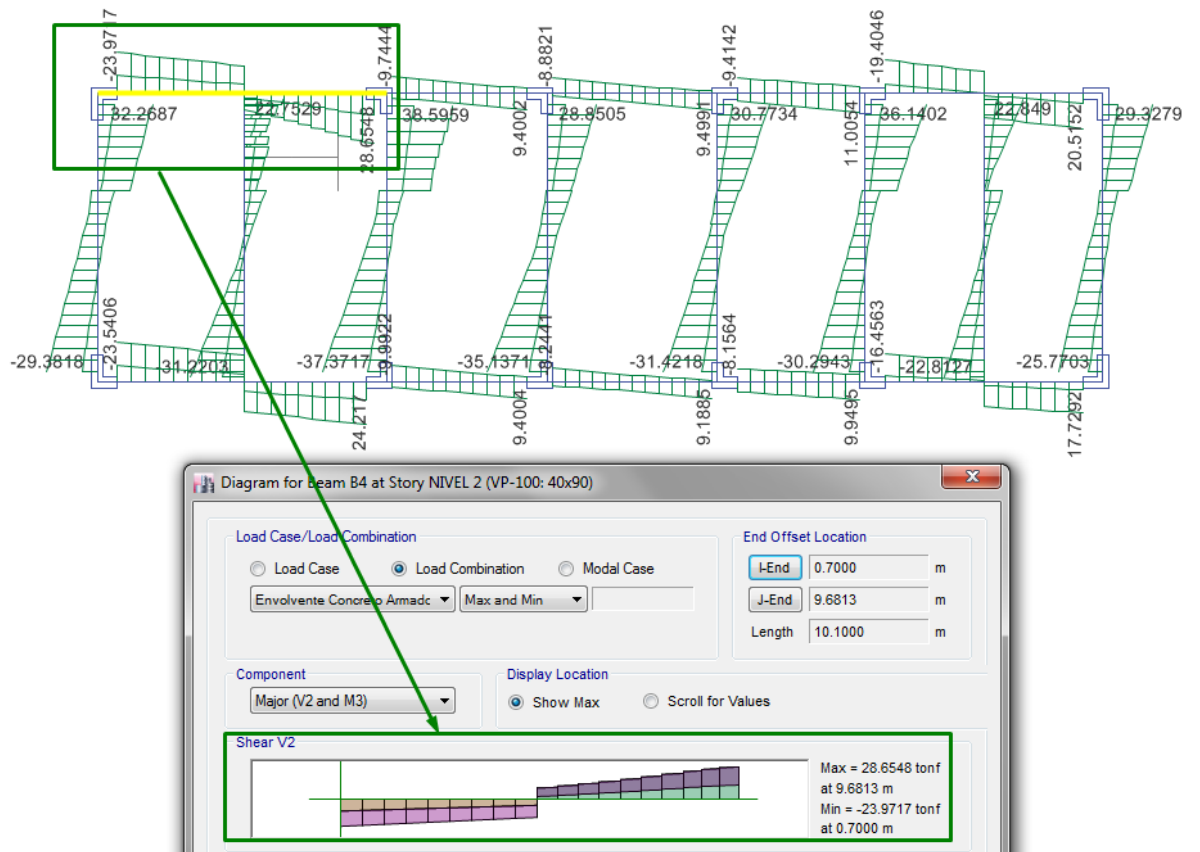 -23.9717
-9.7444
-8.8821
-9.4142
-19.4046
32.2687
22.7529
28.6548
38.5959
9.4002
28.8505
9.4991
30.7734
11.0054
36.1402
22.849
20.5152
29.3279
-29.3818
-23.5406
-31.2203
-37.3717
-9.9922
-35.1371
-8.2441
-31.4218
-8.1564
-30.2943
-16.4563
-22.8127
-25.7703
24.217
9.4004
9.1885
9.9495
17.7292
Diagram for Beam B4 at Story NIVEL 2 (VP-100: 40x90)
Load Case/Load Combination
Load Case
Load Combination
Modal Case
Envolvente Concreto Armadc
Max and Min
End Offset Location
I-End
0.7000
m
J-End
9.6813
m
Length
10.1000
m
Component
Major (V2 and M3)
Display Location
Show Max
Scroll for Values
Shear V2
Max = 28.6548 tonf
at 9.6813 m
Min = -23.9717 tonf
at 0.7000 m